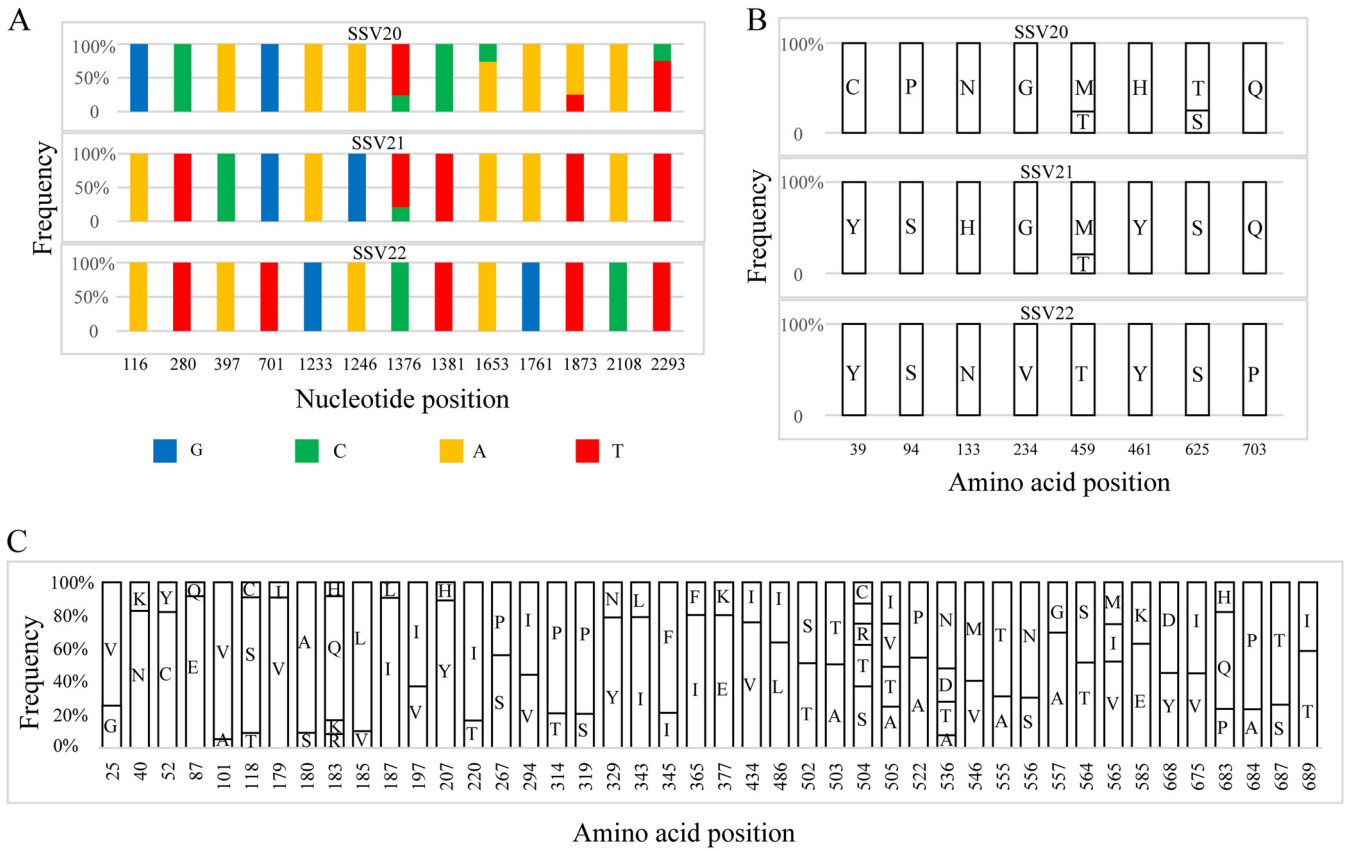 A
SSV20
100%
50%
0
SSV21
100%
50%
0
SSV22
100%
50%
0
Frequency
116 280 397 701 1233 1246 1376 1381 1653 1761 1873 2108 2293
Nucleotide position
G C A T
B
SSV20
100%
C P N G M H T Q
T S
0
SSV21
100%
Y S H G M Y S Q
T
0
SSV22
100%
Y S N V T Y S P
0
Frequency
39 94 133 234 459 461 625 703
Amino acid position
C
100%
80%
60%
40%
20%
0%
Frequency
V G
K N
Y C
Q E
V A
C S T
I V
A S
H Q K R
L V
L I
I V
H Y
I T
P S
I V
P T
P S
N Y
L I
F I
F I
K E
I V
I L
S T
T A
C R T S
I V T A
P A
N D T A
M V
T A
N S
G A
S T
M I V
K E
D Y
I V
H Q P
P A
T S
I T
25 40 52 87 101 118 179 180 183 185 187 197 207 220 267 294 314 319 329 343 345 365 377 434 486 502 503 504 505 522 536 546 555 556 557 564 565 585 668 675 683 684 687 689
Amino acid position